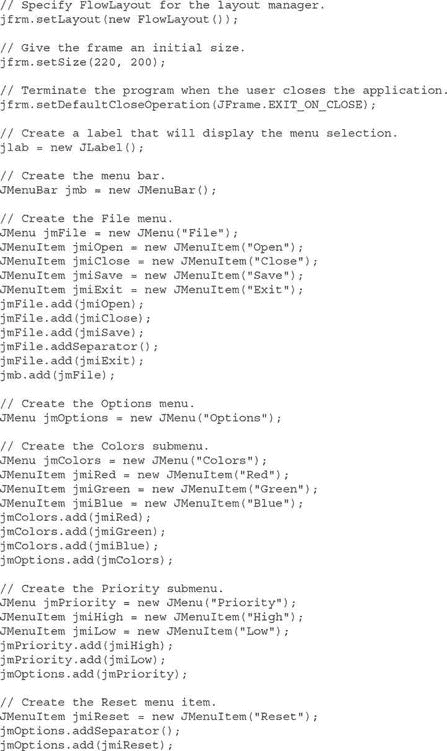 // Specify FlowLayout for the layout manager.
jfrm.setLayout(new FlowLayout());

// Give the frame an initial size.
jfrm.setSize(220, 200);

// Terminate the program when the user closes the application.
jfrm.setDefaultCloseOperation(JFrame.EXIT_ON_CLOSE);

// Create a label that will display the menu selection.
jlab = new JLabel();

// Create the menu bar.
JMenuBar jmb = new JMenuBar();

// Create the File menu.
JMenu jmFile = new JMenu("File");
JMenuItem jmiOpen = new JMenuItem("Open");
JMenuItem jmiClose = new JMenuItem("Close");
JMenuItem jmiSave = new JMenuItem("Save");
JMenuItem jmiExit = new JMenuItem("Exit");
jmFile.add(jmiOpen);
jmFile.add(jmiClose);
jmFile.add(jmiSave);
jmFile.addSeparator();
jmFile.add(jmiExit);
jmb.add(jmFile);

// Create the Options menu.
JMenu jmOptions = new JMenu("Options");

// Create the Colors submenu.
JMenu jmColors = new JMenu("Colors");
JMenuItem jmiRed = new JMenuItem("Red");
JMenuItem jmiGreen = new JMenuItem("Green");
JMenuItem jmiBlue = new JMenuItem("Blue");
jmColors.add(jmiRed);
jmColors.add(jmiGreen);
jmColors.add(jmiBlue);
jmOptions.add(jmColors);

// Create the Priority submenu.
JMenu jmPriority = new JMenu("Priority");
JMenuItem jmiHigh = new JMenuItem("High");
JMenuItem jmiLow = new JMenuItem("Low");
jmPriority.add(jmiHigh);
jmPriority.add(jmiLow);
jmOptions.add(jmPriority);

// Create the Reset menu item.
JMenuItem jmiReset = new JMenuItem("Reset");
jmOptions.addSeparator();
jmOptions.add(jmiReset);